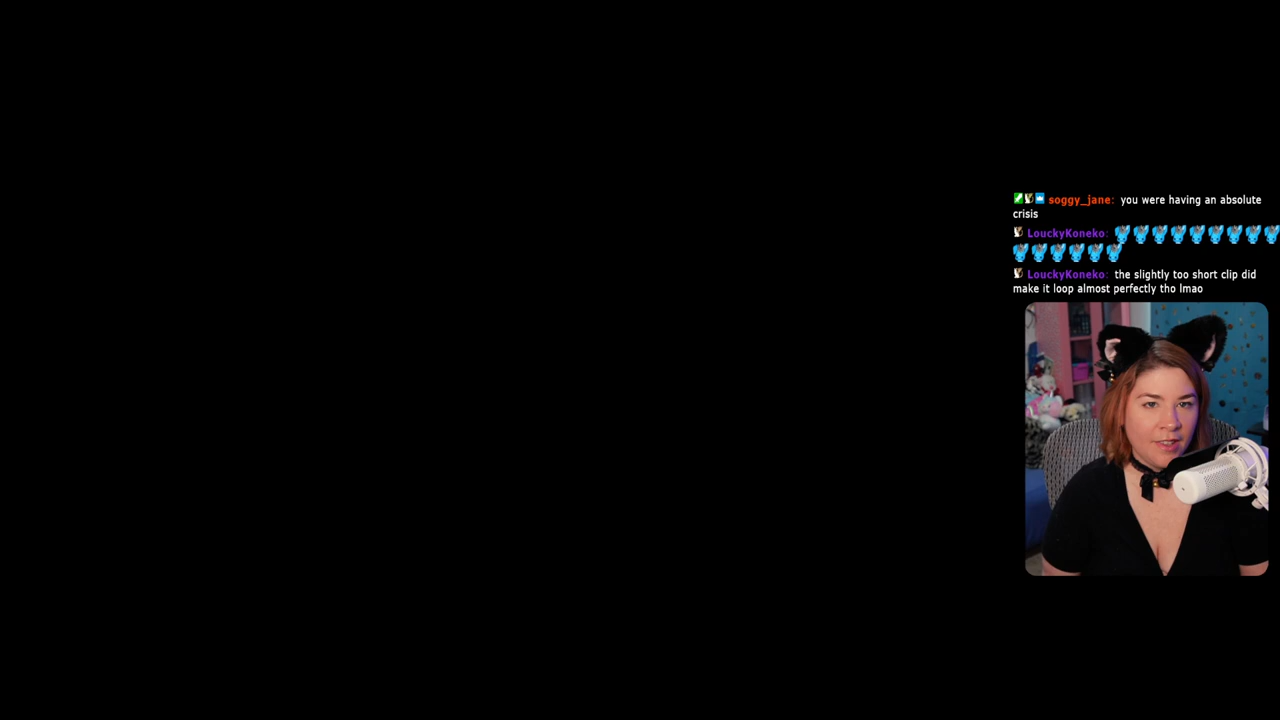 soggy_jane: you were having an absolute
crisis
LouckyKoneko:
LouckyKoneko: the slightly too short clip did
make it loop almost perfectly tho lmao